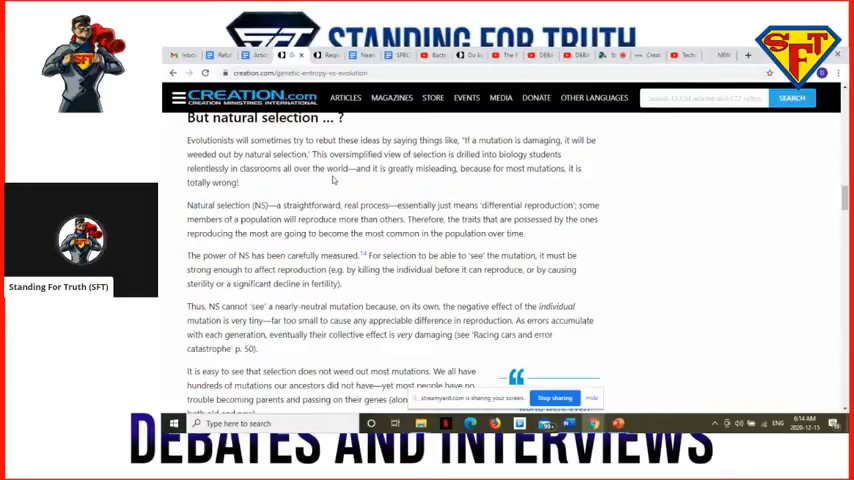 STANDING FOR TRUTH
SFT
SFT
SFT
creation.com/genetic-entropy-vs-evolution
CREATION.com
CREATION MINISTRIES INTERNATIONAL
ARTICLES MAGAZINES STORE EVENTS MEDIA DONATE OTHER LANGUAGES
SEARCH
But natural selection ... ?
Evolutionists will sometimes try to rebut these ideas by saying things like, "If a mutation is damaging, it will be
weeded out by natural selection.' This oversimplified view of selection is drilled into biology students
relentlessly in classrooms all over the world—and it is greatly misleading, because for most mutations, it is
totally wrong!
Natural selection (NS)—a straightforward, real process—essentially just means 'differential reproduction'; some
members of a population will reproduce more than others. Therefore, the traits that are possessed by the ones
reproducing the most are going to become the most common in the population over time.
The power of NS has been carefully measured.14 For selection to be able to 'see' the mutation, it must be
strong enough to affect reproduction (e.g. by killing the individual before it can reproduce, or by causing
sterility or a significant decline in fertility).
Thus, NS cannot 'see' a nearly-neutral mutation because, on its own, the negative effect of the individual
mutation is very tiny—far too small to cause any appreciable difference in reproduction. As errors accumulate
with each generation, eventually their collective effect is very damaging (see 'Racing cars and error
catastrophe' p. 50).
It is easy to see that selection does not weed out most mutations. We all have
hundreds of mutations our ancestors did not have—yet most people have no
trouble becoming parents and passing on their genes (alon
Standing For Truth (SFT)
streamyard.com is sharing your screen.
Stop sharing
Hide
Type here to search
99+
ENG
6:14 AM
2020-12-15
DEBATES AND INTERVIEWS